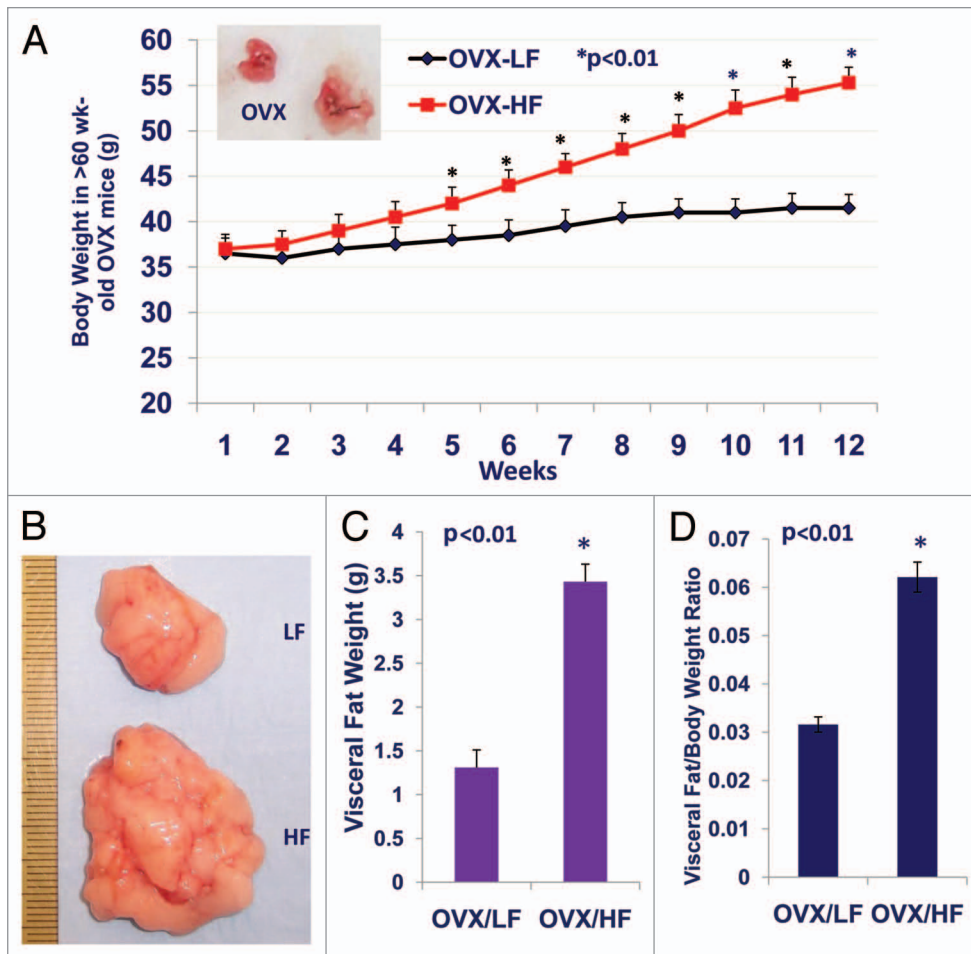 A
60
55
50
45
40
35
30
25
20
Body Weight in >60 wk-
old OVX mice (g)
OVX
OVX-LF
OVX-HF
*p<0.01
* * * * * * * *
1 2 3 4 5 6 7 8 9 10 11 12
Weeks
B
LF
HF
C
p<0.01
*
Visceral Fat Weight (g)
4
3.5
3
2.5
2
1.5
1
0.5
0
OVX/LF OVX/HF
D
p<0.01
*
Visceral Fat/Body Weight Ratio
0.07
0.06
0.05
0.04
0.03
0.02
0.01
0
OVX/LF OVX/HF